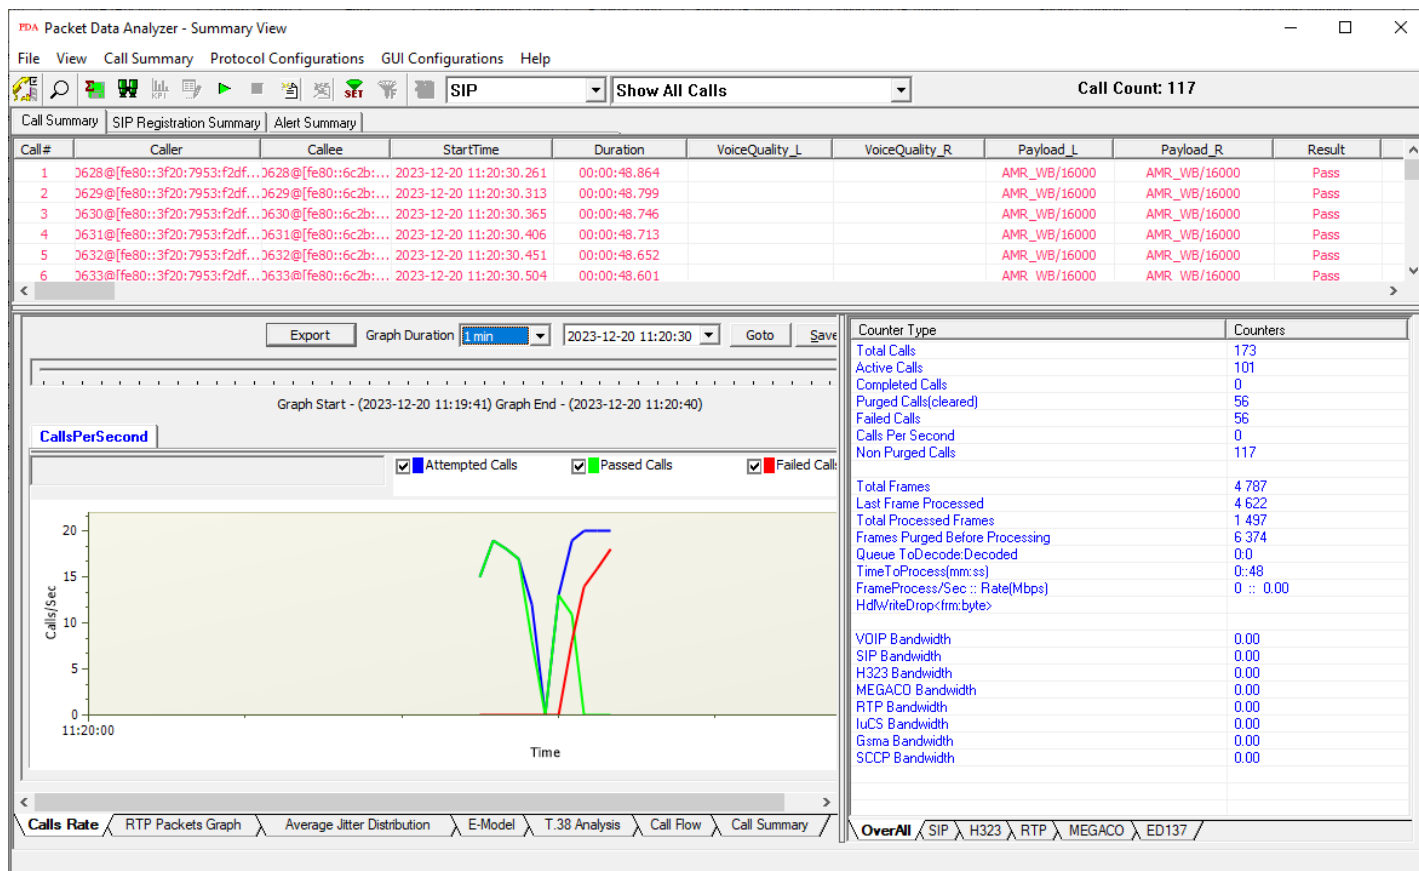 PDA Packet Data Analyzer - Summary View
File View Call Summary Protocol Configurations GUI Configurations Help
SET SIP Show All Calls Call Count: 117
Call Summary SIP Registration Summary Alert Summary
Call# Caller Callee StartTime Duration VoiceQuality_L VoiceQuality_R Payload_L Payload_R Result
1 0628@[fe80::3f20:7953:f2df... 0628@[fe80::6c2b:... 2023-12-20 11:20:30.261 00:00:48.864 AMR_WB/16000 AMR_WB/16000 Pass
2 0629@[fe80::3f20:7953:f2df... 0629@[fe80::6c2b:... 2023-12-20 11:20:30.313 00:00:48.799 AMR_WB/16000 AMR_WB/16000 Pass
3 0630@[fe80::3f20:7953:f2df... 0630@[fe80::6c2b:... 2023-12-20 11:20:30.365 00:00:48.746 AMR_WB/16000 AMR_WB/16000 Pass
4 0631@[fe80::3f20:7953:f2df... 0631@[fe80::6c2b:... 2023-12-20 11:20:30.406 00:00:48.713 AMR_WB/16000 AMR_WB/16000 Pass
5 0632@[fe80::3f20:7953:f2df... 0632@[fe80::6c2b:... 2023-12-20 11:20:30.451 00:00:48.652 AMR_WB/16000 AMR_WB/16000 Pass
6 0633@[fe80::3f20:7953:f2df... 0633@[fe80::6c2b:... 2023-12-20 11:20:30.504 00:00:48.601 AMR_WB/16000 AMR_WB/16000 Pass
Export Graph Duration 1 min 2023-12-20 11:20:30 Goto Save
Graph Start - (2023-12-20 11:19:41) Graph End - (2023-12-20 11:20:40)
CallsPerSecond
Attempted Calls Passed Calls Failed Calls
20
15
10
5
0
Calls/Sec
11:20:00
Time
Calls Rate RTP Packets Graph Average Jitter Distribution E-Model T.38 Analysis Call Flow Call Summary
Counter Type Counters
Total Calls 173
Active Calls 101
Completed Calls 0
Purged Calls(cleared) 56
Failed Calls 56
Calls Per Second 0
Non Purged Calls 117
Total Frames 4 787
Last Frame Processed 4 622
Total Processed Frames 1 497
Frames Purged Before Processing 6 374
Queue ToDecode:Decoded 0:0
TimeToProcess(mm:ss) 0::48
FrameProcess/Sec :: Rate(Mbps) 0 :: 0.00
HdlWriteDrop<frm:byte>
VOIP Bandwidth 0.00
SIP Bandwidth 0.00
H323 Bandwidth 0.00
MEGACO Bandwidth 0.00
RTP Bandwidth 0.00
IuCS Bandwidth 0.00
Gsma Bandwidth 0.00
SCCP Bandwidth 0.00
OverAll SIP H323 RTP MEGACO ED137